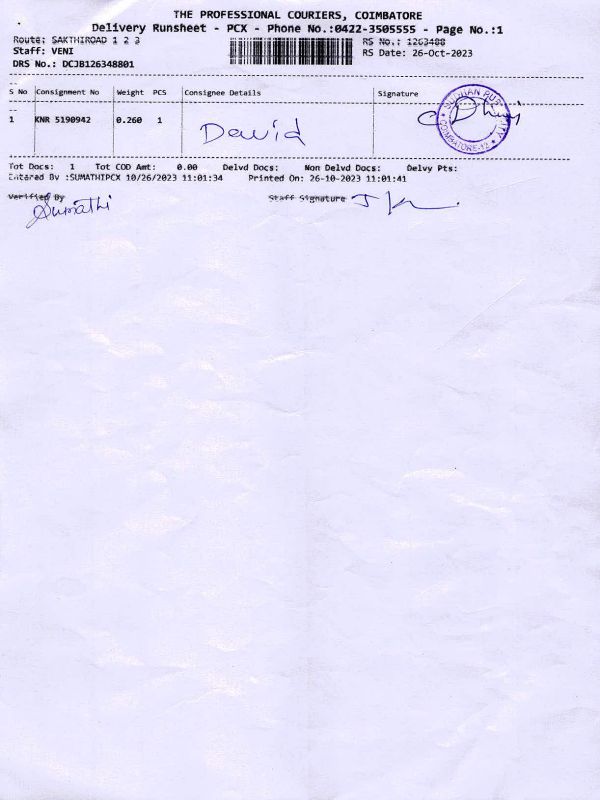 THE PROFESSIONAL COURIERS, COIMBATORE
Delivery Runsheet - PCX - Phone No.:0422-3505555 - Page No.:1
Route: SAKTHIROAD 1 2 3
RS No.: 1263488
Staff: VENI
RS Date: 26-Oct-2023
DRS No.: DCJB126348801
S No Consignment No Weight PCS Consignee Details Signature
1 KNR 5190942 0.260 1 David
COIMBATORE-12
Tot Docs: 1 Tot COD Amt: 0.00 Delvd Docs: Non Delvd Docs: Delvy Pts:
Entered By :SUMATHIPCX 10/26/2023 11:01:34 Printed On: 26-10-2023 11:01:41
Verified By Staff Signature
Sumathi